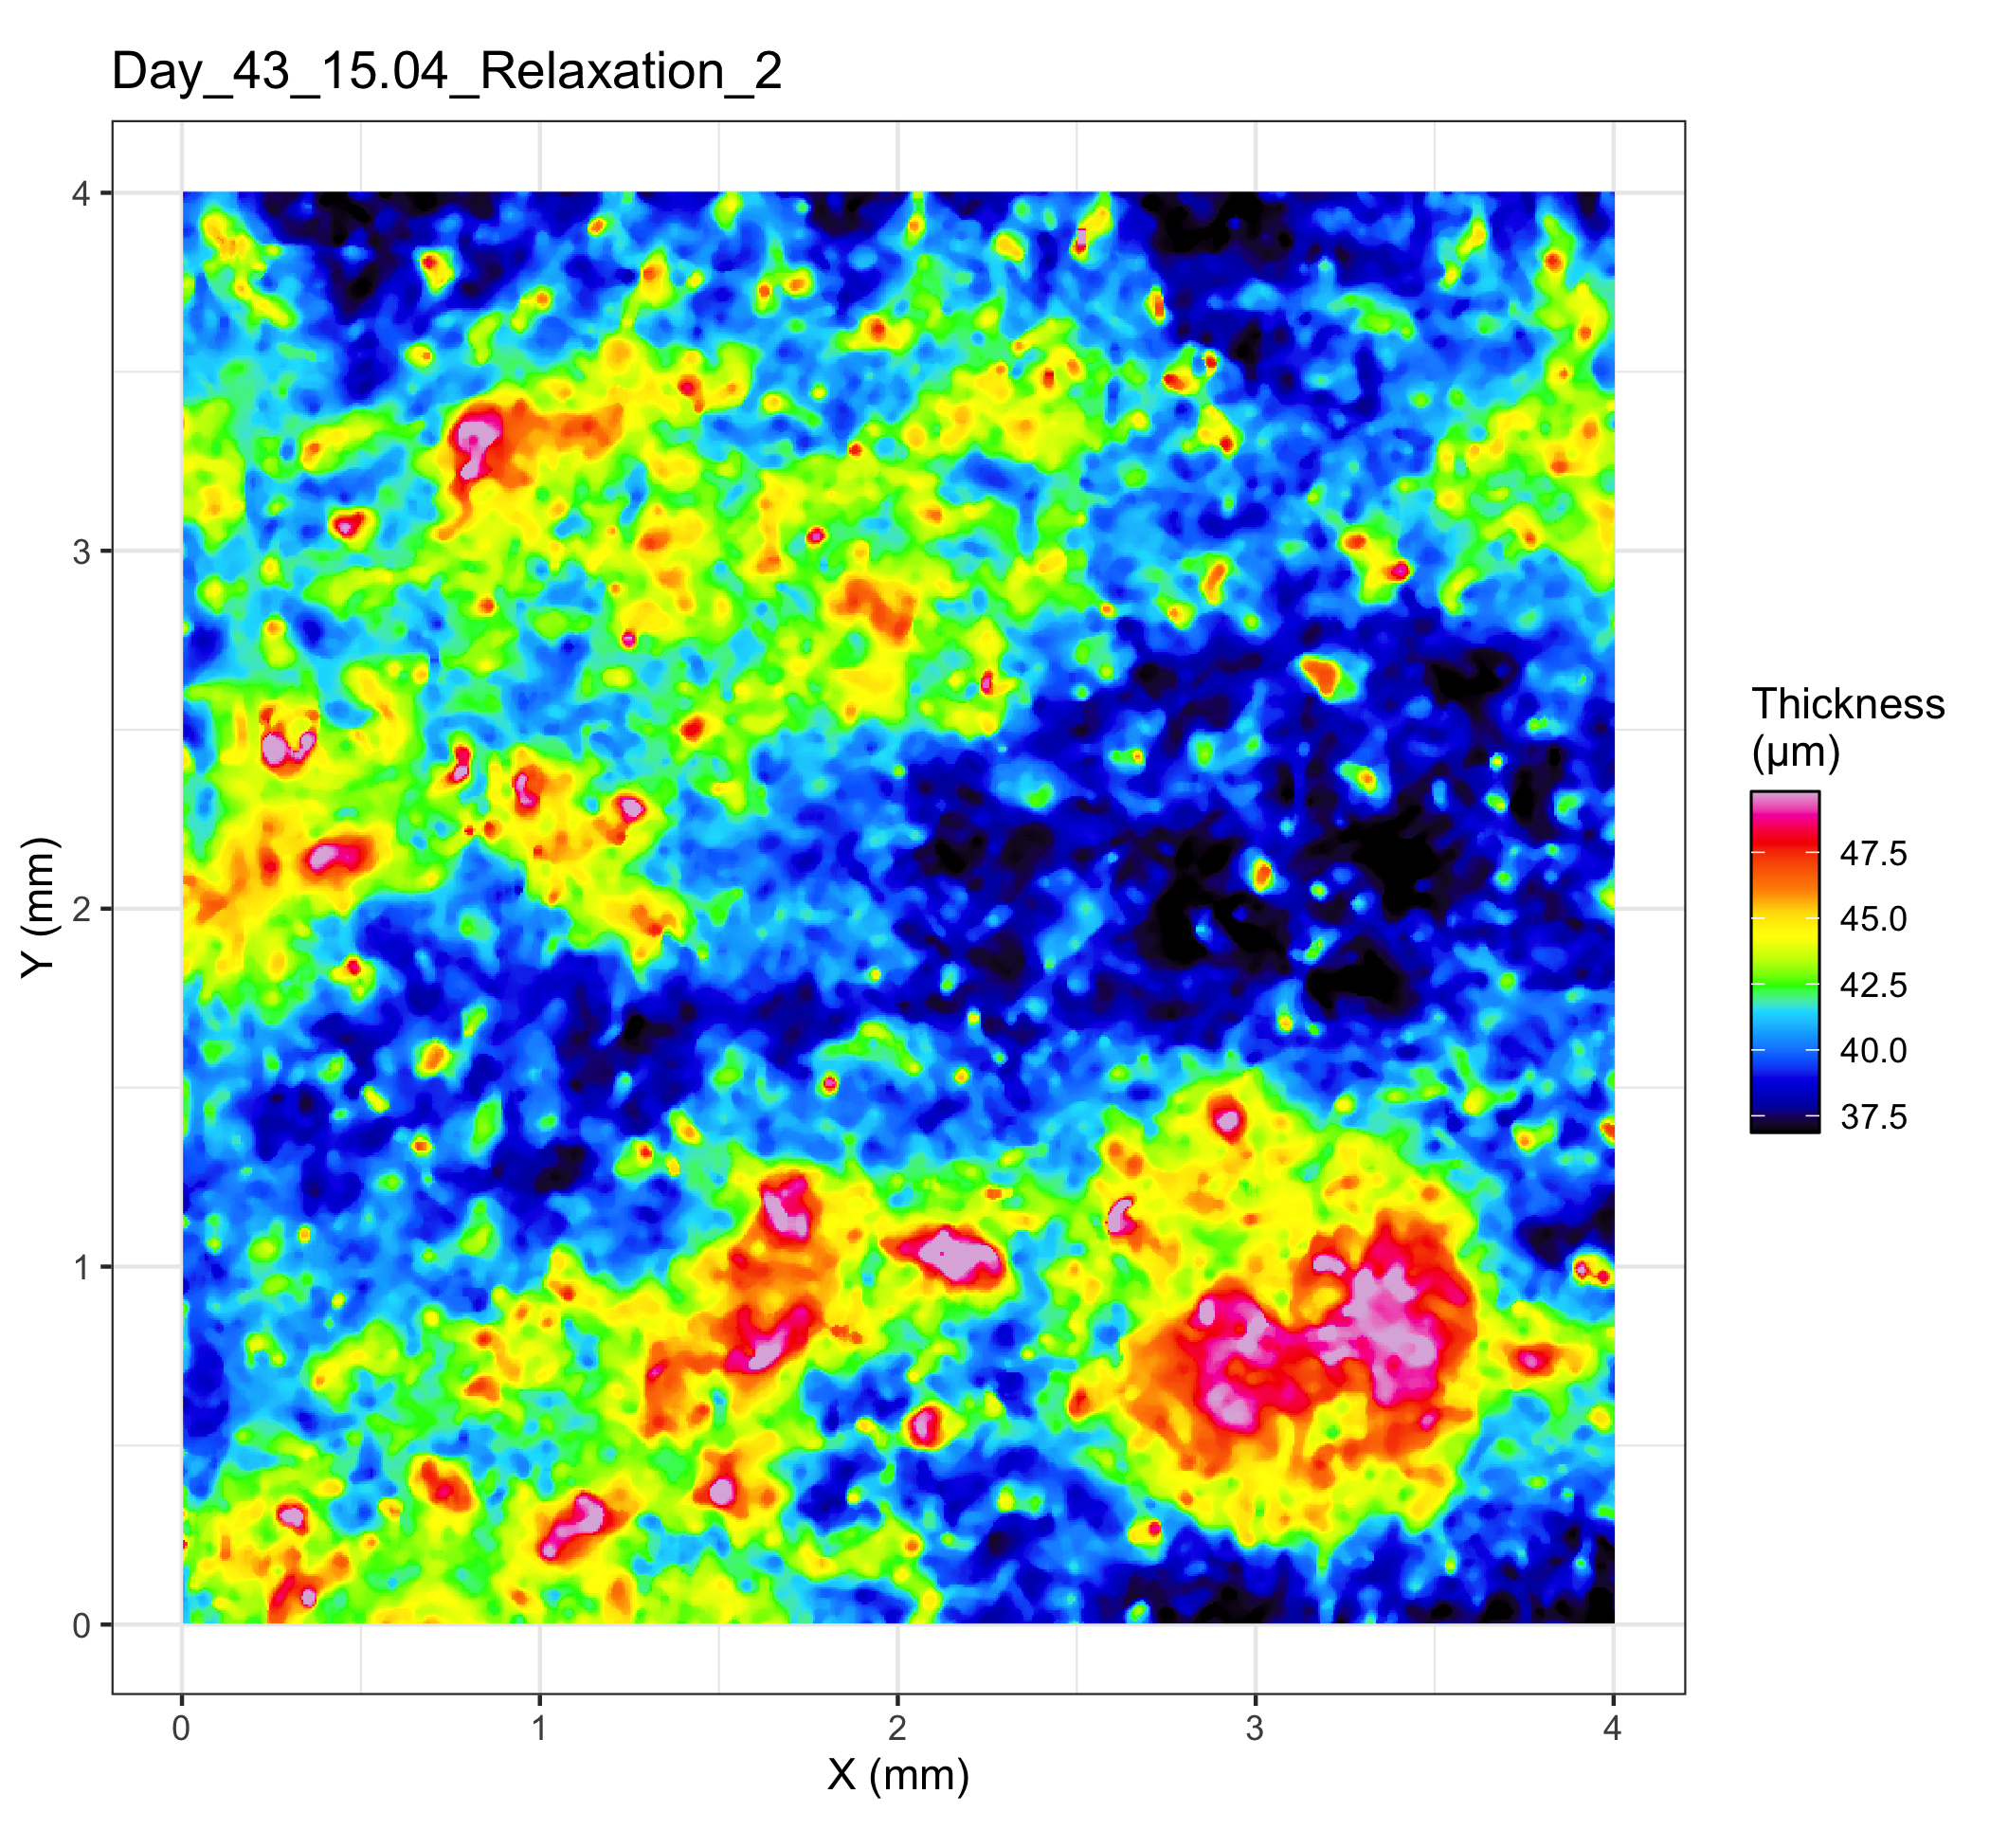 Day_43_15.04_Relaxation_2
4
3
2
1
0
Y (mm)
0 1 2 3 4
X (mm)
Thickness
(μm)
47.5
45.0
42.5
40.0
37.5